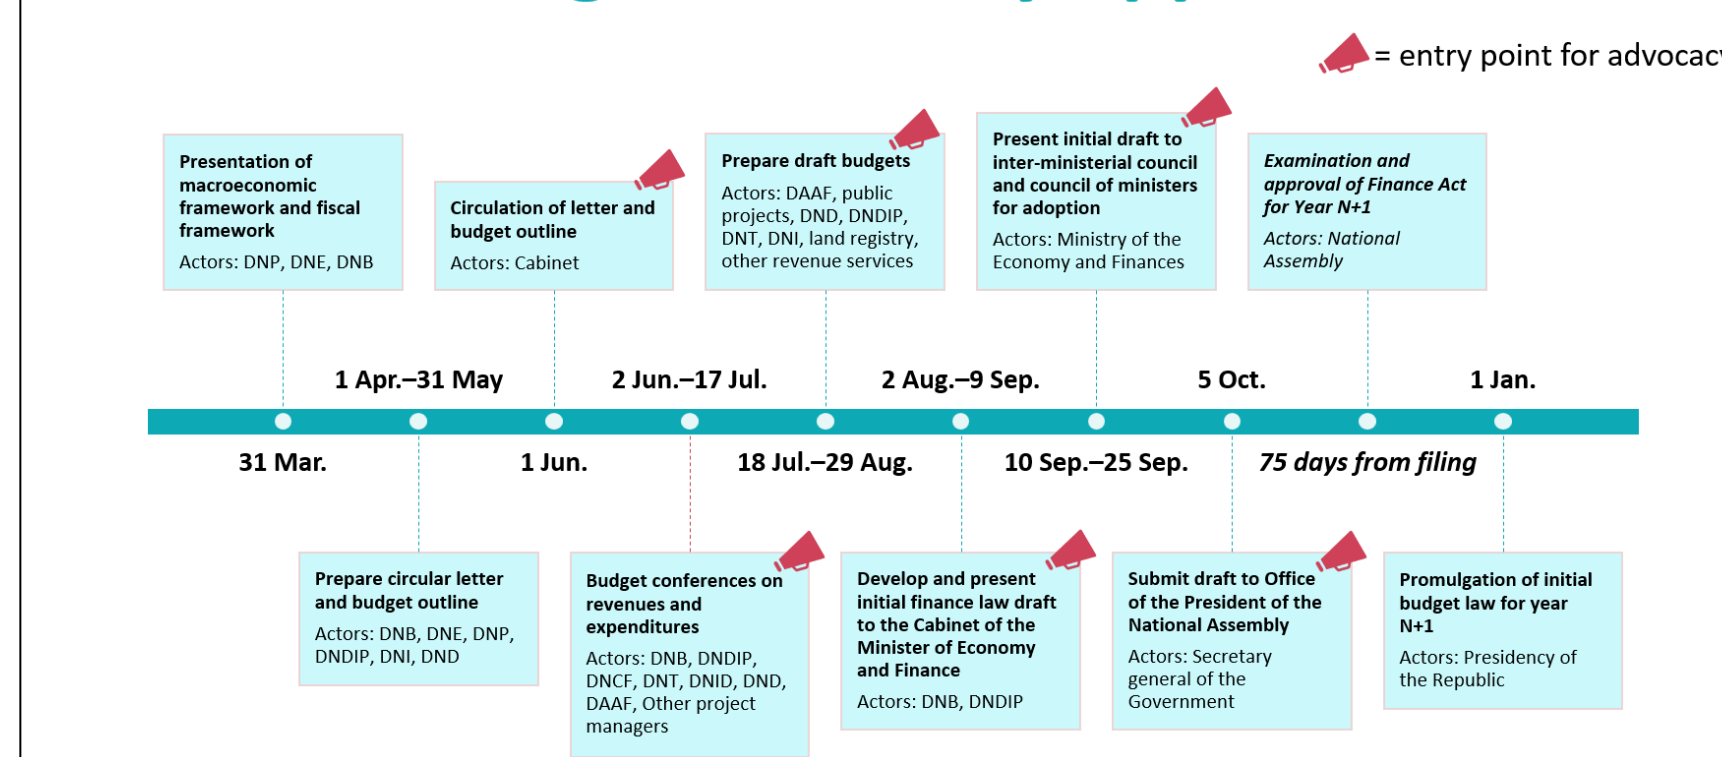 = entry point for advocacy
Presentation of
macroeconomic
framework and fiscal
framework
Actors: DNP, DNE, DNB
Circulation of letter and
budget outline
Actors: Cabinet
Prepare draft budgets
Actors: DAAF, public
projects, DND, DNDIP,
DNT, DNI, land registry,
other revenue services
Present initial draft to
inter-ministerial council
and council of ministers
for adoption
Actors: Ministry of the
Economy and Finances
Examination and
approval of Finance Act
for Year N+1
Actors: National
Assembly
1 Apr.–31 May
2 Jun.–17 Jul.
2 Aug.–9 Sep.
5 Oct.
1 Jan.
31 Mar.
1 Jun.
18 Jul.–29 Aug.
10 Sep.–25 Sep.
75 days from filing
Prepare circular letter
and budget outline
Actors: DNB, DNE, DNP,
DNDIP, DNI, DND
Budget conferences on
revenues and
expenditures
Actors: DNB, DNDIP,
DNCF, DNT, DNID, DND,
DAAF, Other project
managers
Develop and present
initial finance law draft
to the Cabinet of the
Minister of Economy
and Finance
Actors: DNB, DNDIP
Submit draft to Office
of the President of the
National Assembly
Actors: Secretary
general of the
Government
Promulgation of initial
budget law for year
N+1
Actors: Presidency of
the Republic